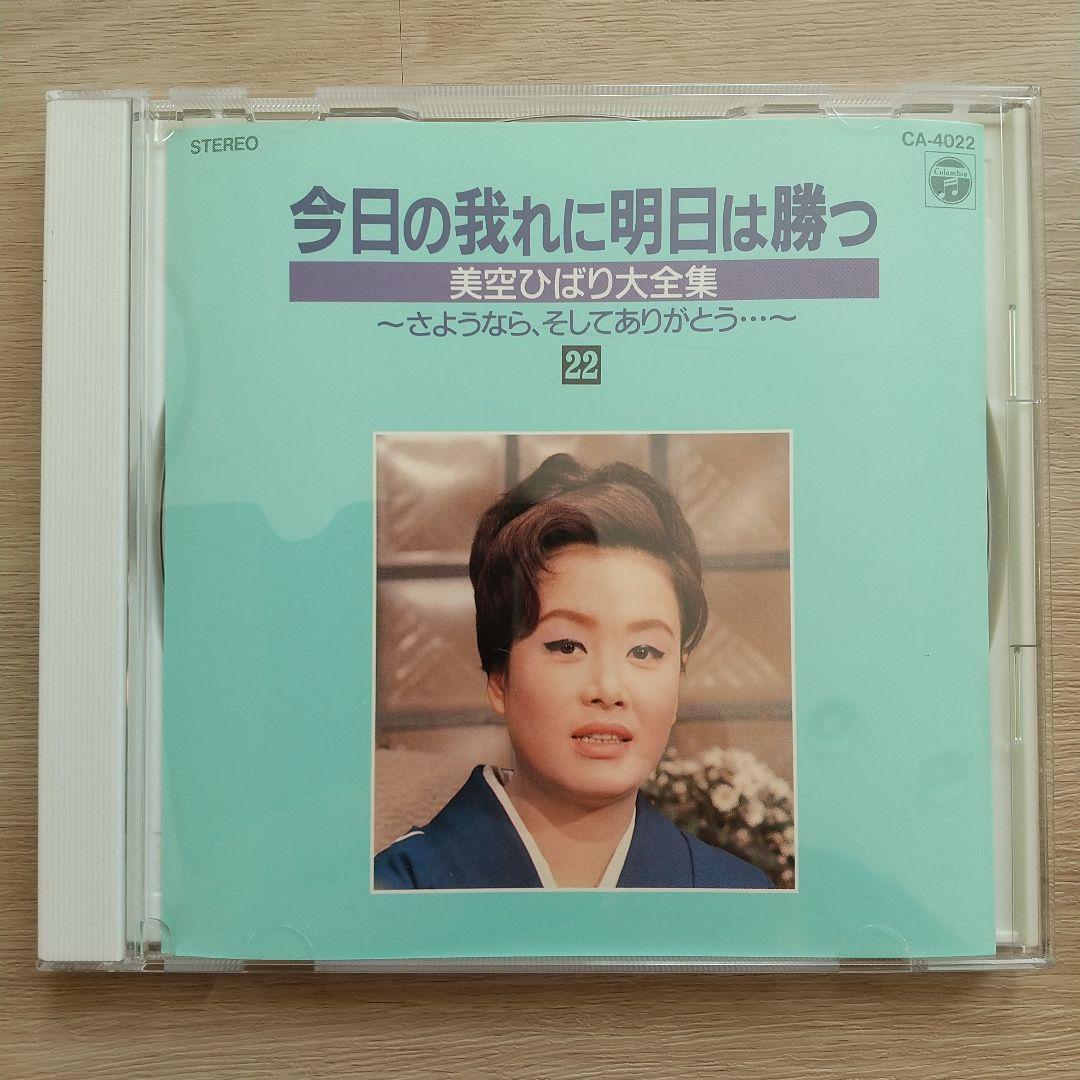 STEREO
CA-4022
Columbia
今日の我れに明日は勝つ
美空ひばり大全集
～さようなら、そしてありがとう…～
22